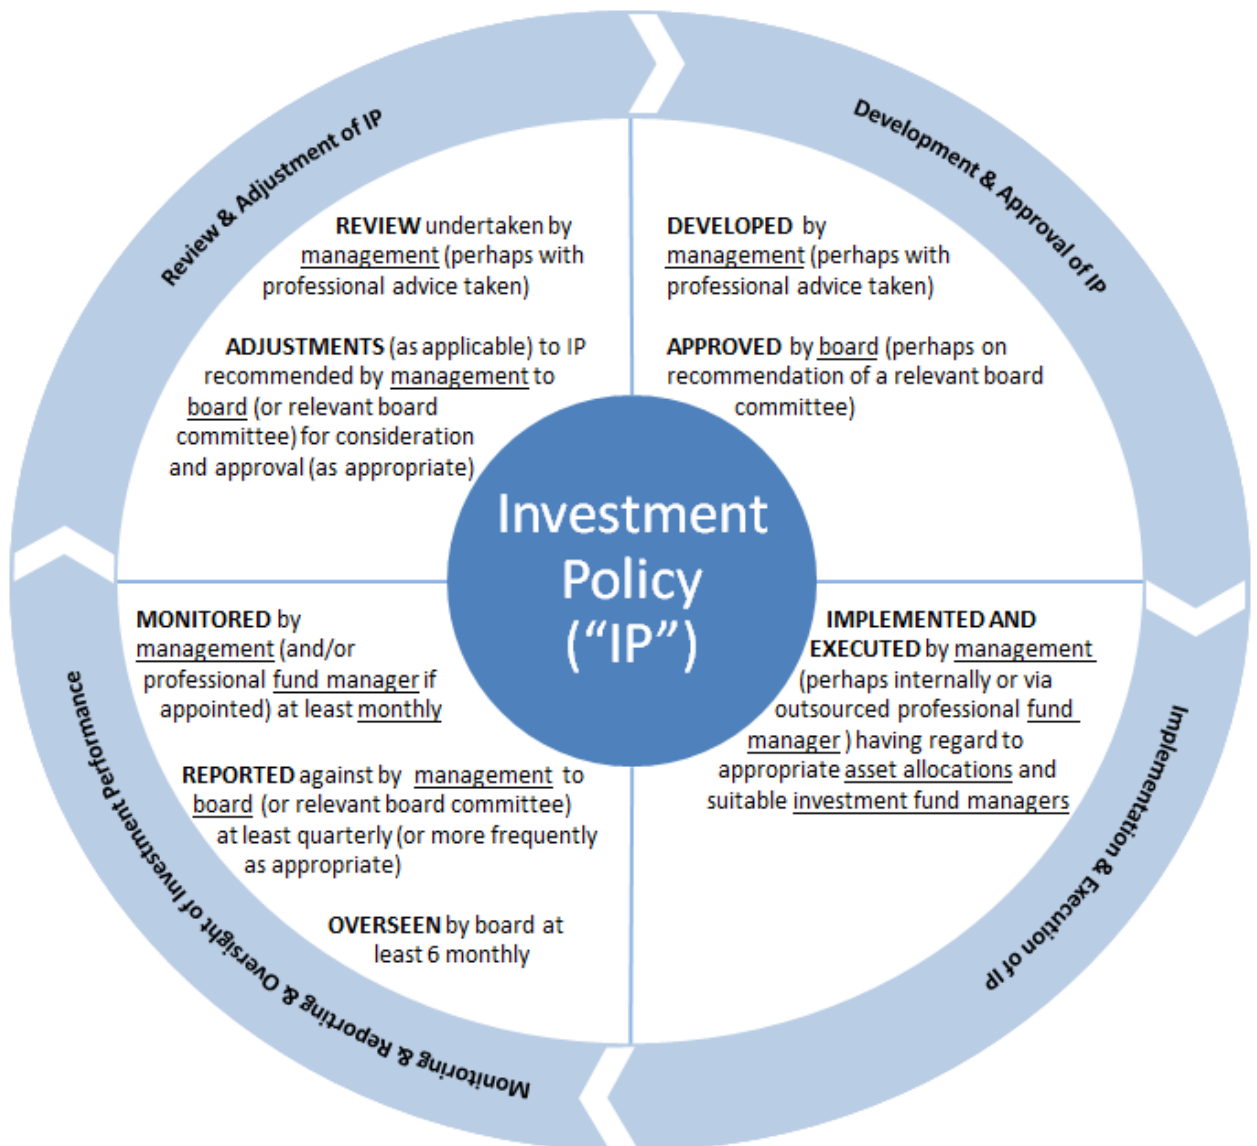 Review & Adjustment of IP
Development & Approval of IP
REVIEW undertaken by
management (perhaps with
professional advice taken)
ADJUSTMENTS (as applicable) to IP
recommended by management to
board (or relevant board
committee) for consideration
and approval (as appropriate)
DEVELOPED by
management (perhaps with
professional advice taken)
APPROVED by board (perhaps on
recommendation of a relevant board
committee)
Investment
Policy
(“IP”)
MONITORED by
management (and/or
professional fund manager if
appointed) at least monthly
REPORTED against by management to
board (or relevant board committee)
at least quarterly (or more frequently
as appropriate)
OVERSEEN by board at
least 6 monthly
IMPLEMENTED AND
EXECUTED by management
(perhaps internally or via
outsourced professional fund
manager ) having regard to
appropriate asset allocations and
suitable investment fund managers
Monitoring & Reporting & Oversight of Investment Performance
Implementation & Execution of IP